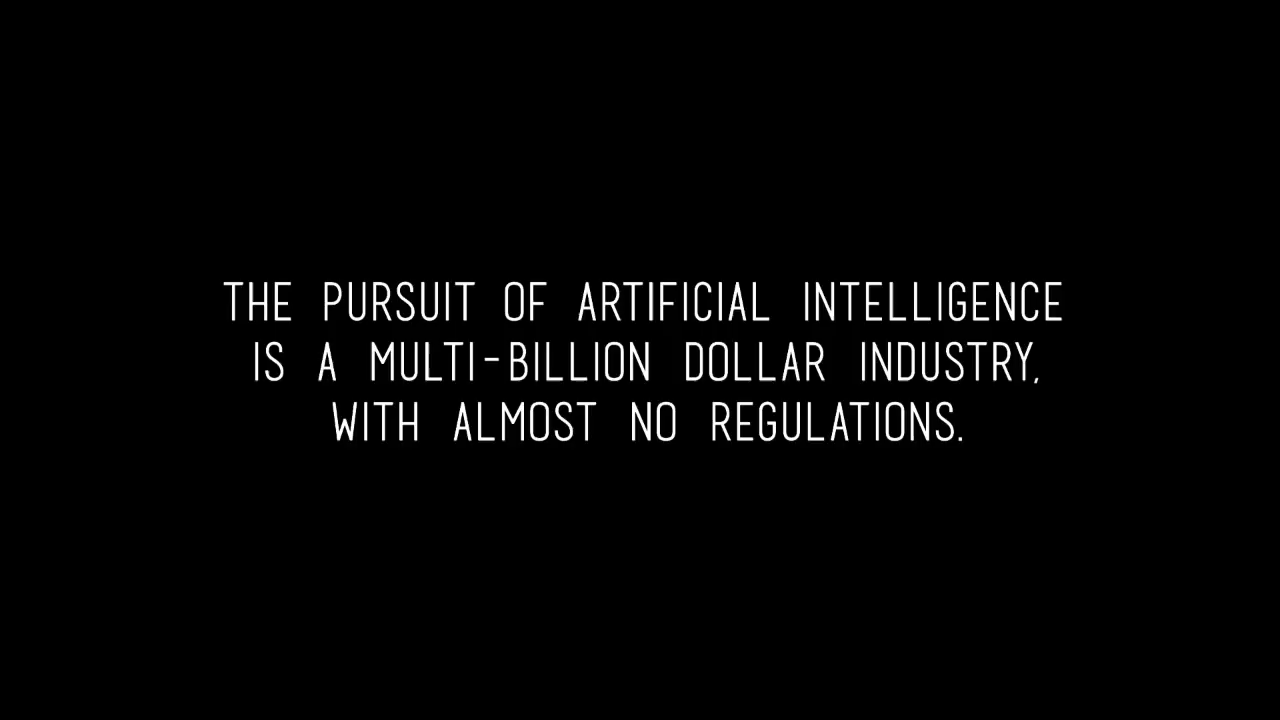 THE PURSUIT OF ARTIFICIAL INTELLIGENCE
IS A MULTI-BILLION DOLLAR INDUSTRY,
WITH ALMOST NO REGULATIONS.